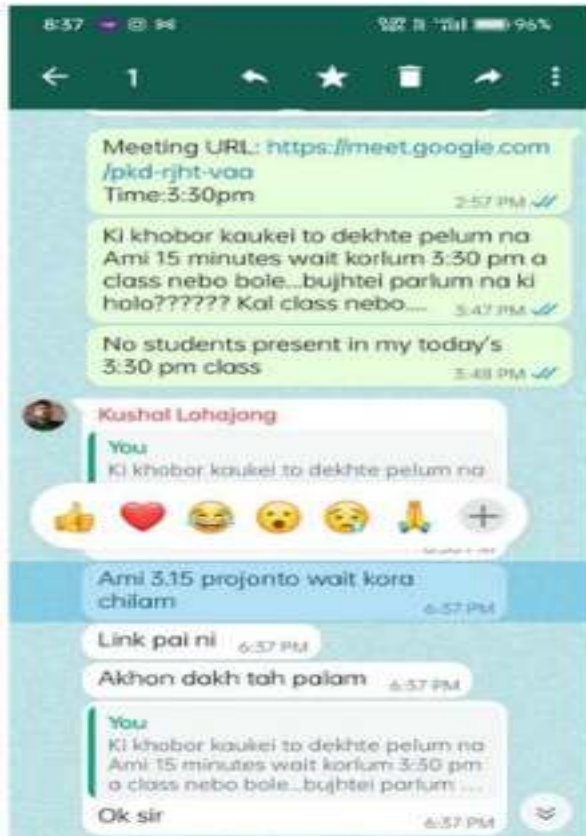 8:37 96%
1
Meeting URL: https://meet.google.com
/pkd-rjht-vaa
Time:3:30pm
2:57 PM
Ki khobor kaukei to dekhte pelum na
Ami 15 minutes wait korlum 3:30 pm a
class nebo bole...bujhtei parlum na ki
holo?????? Kal class nebo....
3:47 PM
No students present in my today's
3:30 pm class
3:48 PM
Kushal Lohajong
You
Ki khobor kaukei to dekhte pelum na
Ami 3.15 projonto wait kora
chilam
6:37 PM
Link pai ni 6:37 PM
Akhon dakh tah palam 6:37 PM
You
Ki khobor kaukei to dekhte pelum na
Ami 15 minutes wait korlum 3:30 pm
a class nebo bole...bujhtei parlum ....
Ok sir
6:37 PM